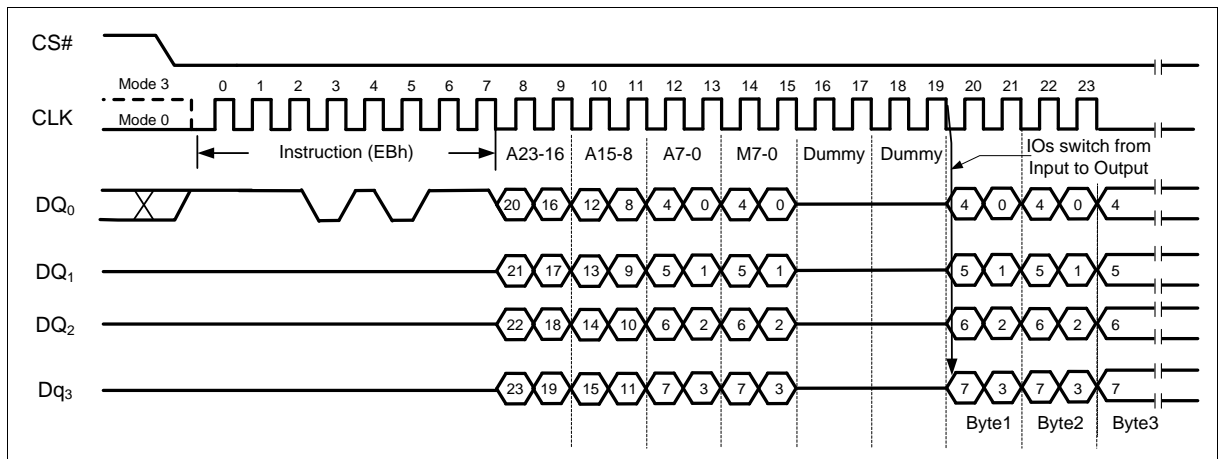 CS#
Mode 3 0 1 2 3 4 5 6 7 8 9 10 11 12 13 14 15 16 17 18 19 20 21 22 23
CLK Mode 0
Instruction (EBh) A23-16 A15-8 A7-0 M7-0 Dummy Dummy IOs switch from
Input to Output
DQ0 20 16 12 8 4 0 4 0 4 0 4 0 4
DQ1 21 17 13 9 5 1 5 1 5 1 5 1 5
DQ2 22 18 14 10 6 2 6 2 6 2 6 2 6
Dq3 23 19 15 11 7 3 7 3 7 3 7 3 7
Byte1 Byte2 Byte3